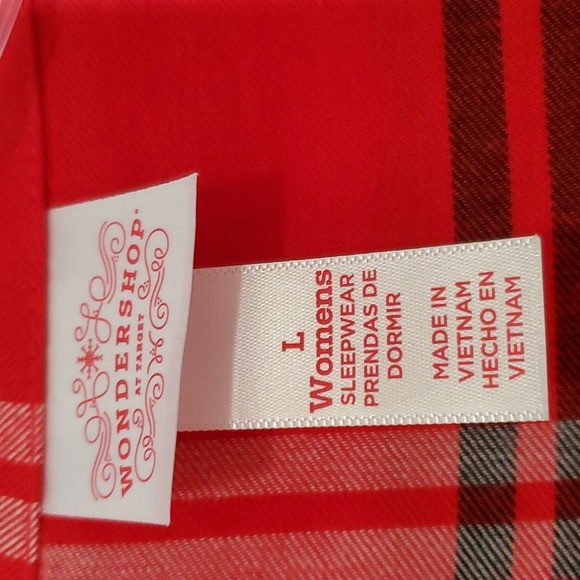 WONDERSHOP
AT TARGET
L
Womens
SLEEPWEAR
PRENDAS DE
DORMIR
MADE IN
VIETNAM
HECHO EN
VIETNAM